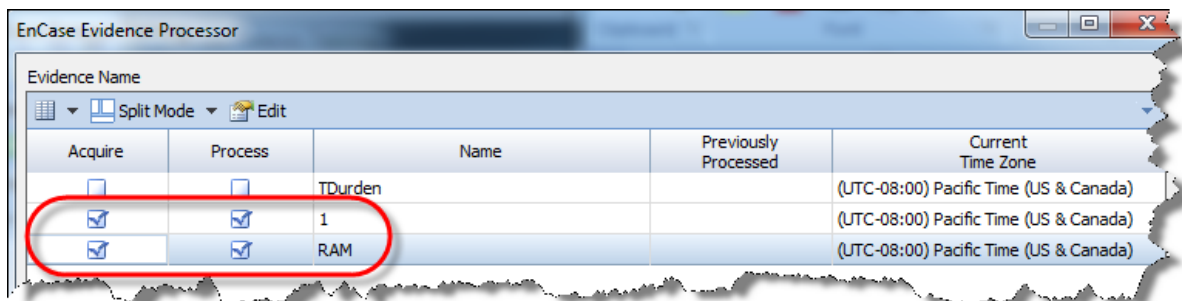 EnCase Evidence Processor
Evidence Name
Split Mode Edit
Acquire Process Name Previously Processed Current Time Zone
TDurden (UTC-08:00) Pacific Time (US & Canada)
1 (UTC-08:00) Pacific Time (US & Canada)
RAM (UTC-08:00) Pacific Time (US & Canada)